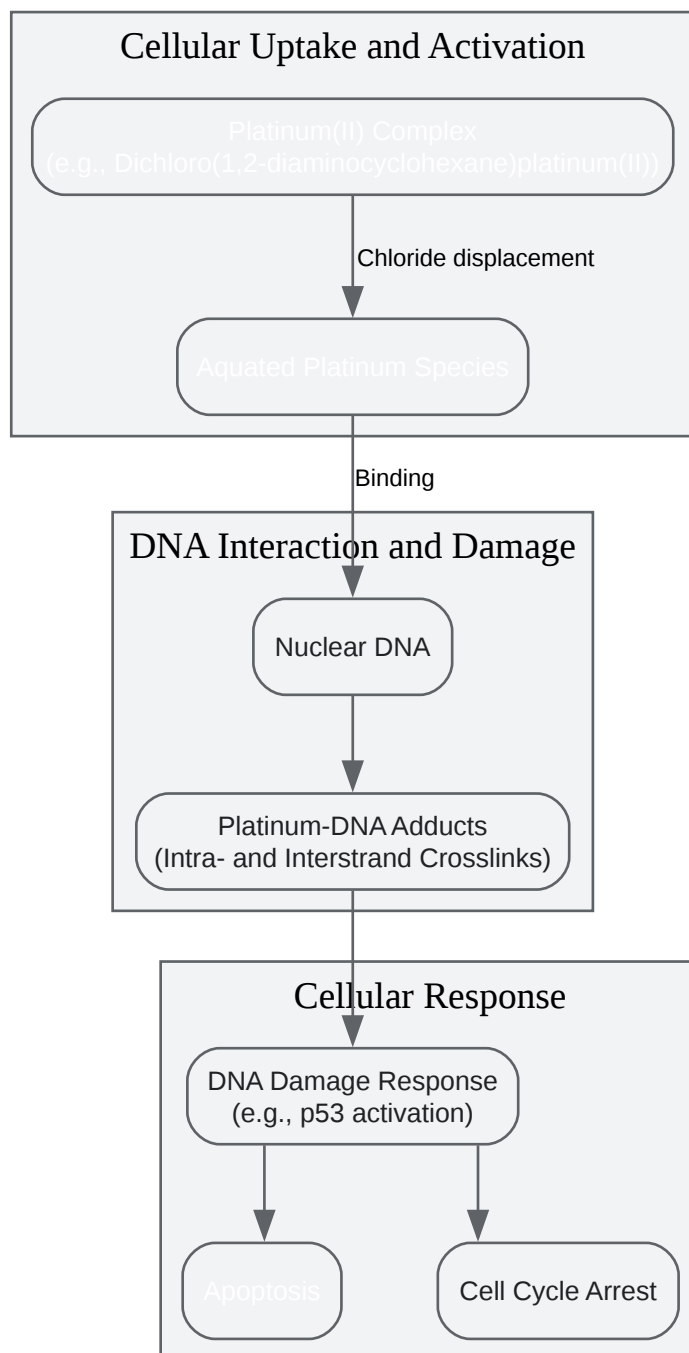 Cellular Uptake and Activation
Platinum(II) Complex
(e.g., Dichloro(1,2-diaminocyclohexane)platinum(II))
Chloride displacement
Aquated Platinum Species
Binding
DNA Interaction and Damage
Nuclear DNA
Platinum-DNA Adducts
(Intra- and Interstrand Crosslinks)
Cellular Response
DNA Damage Response
(e.g., p53 activation)
Apoptosis
Cell Cycle Arrest